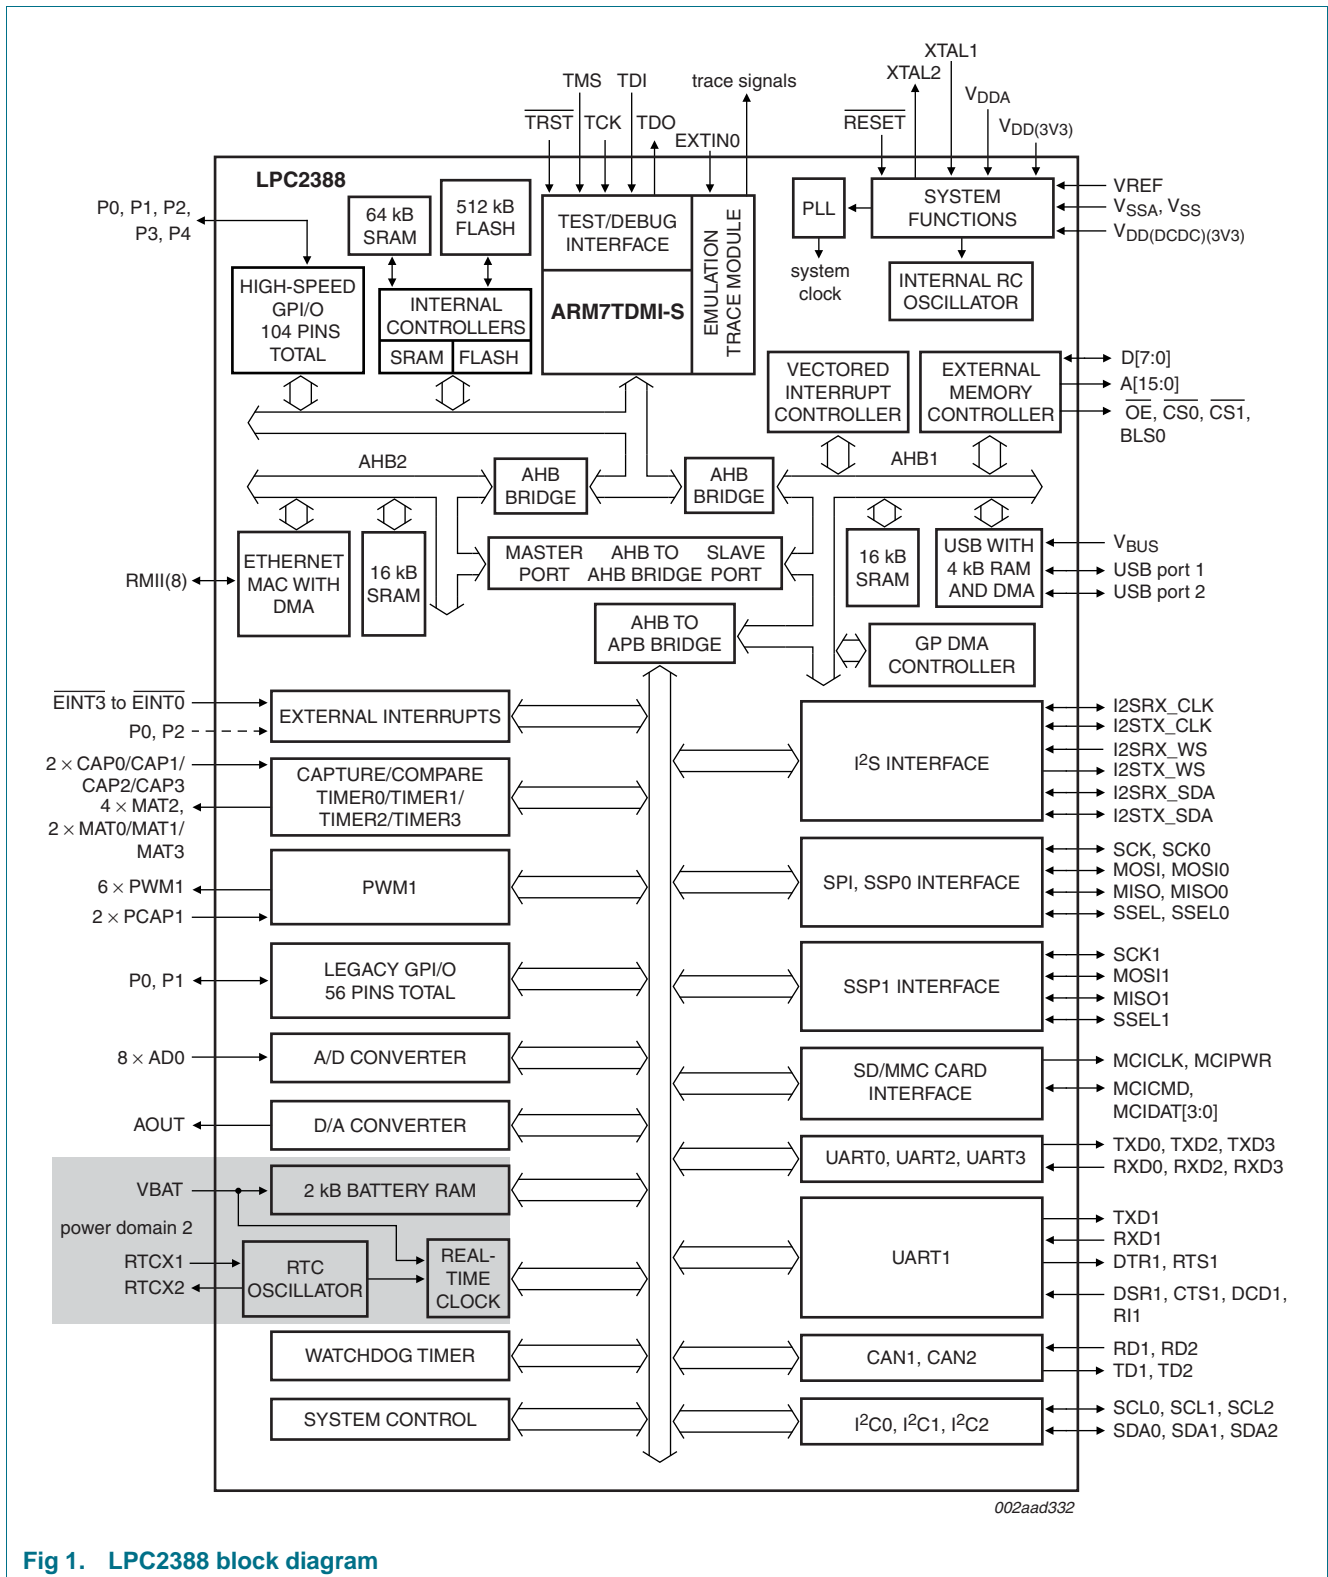 XTAL1
XTAL2
TMS TDI
trace signals
VDDA
TRST TCK TDO
EXTIN0
RESET
VDD(3V3)
LPC2388
P0, P1, P2,
P3, P4
64 kB
SRAM
512 kB
FLASH
TEST/DEBUG
INTERFACE
EMULATION
TRACE MODULE
PLL
SYSTEM
FUNCTIONS
VREF
VSSA, VSS
VDD(DCDC)(3V3)
system
clock
HIGH-SPEED
GPI/O
104 PINS
TOTAL
INTERNAL
CONTROLLERS
SRAM FLASH
ARM7TDMI-S
INTERNAL RC
OSCILLATOR
VECTORED
INTERRUPT
CONTROLLER
EXTERNAL
MEMORY
CONTROLLER
D[7:0]
A[15:0]
OE, CS0, CS1,
BLS0
AHB2
AHB
BRIDGE
AHB
BRIDGE
AHB1
ETHERNET
MAC WITH
DMA
RMII(8)
16 kB
SRAM
MASTER
PORT
AHB TO
AHB BRIDGE
SLAVE
PORT
16 kB
SRAM
USB WITH
4 kB RAM
AND DMA
VBUS
USB port 1
USB port 2
AHB TO
APB BRIDGE
GP DMA
CONTROLLER
EINT3 to EINT0
P0, P2
EXTERNAL INTERRUPTS
I2S INTERFACE
I2SRX_CLK
I2STX_CLK
I2SRX_WS
I2STX_WS
I2SRX_SDA
I2STX_SDA
2 × CAP0/CAP1/
CAP2/CAP3
4 × MAT2,
2 × MAT0/MAT1/
MAT3
CAPTURE/COMPARE
TIMER0/TIMER1/
TIMER2/TIMER3
6 × PWM1
2 × PCAP1
PWM1
SPI, SSP0 INTERFACE
SCK, SCK0
MOSI, MOSI0
MISO, MISO0
SSEL, SSEL0
P0, P1
LEGACY GPI/O
56 PINS TOTAL
SSP1 INTERFACE
SCK1
MOSI1
MISO1
SSEL1
8 × AD0
A/D CONVERTER
SD/MMC CARD
INTERFACE
MCICLK, MCIPWR
MCICMD,
MCIDAT[3:0]
AOUT
D/A CONVERTER
UART0, UART2, UART3
TXD0, TXD2, TXD3
RXD0, RXD2, RXD3
VBAT
2 kB BATTERY RAM
power domain 2
RTCX1
RTCX2
RTC
OSCILLATOR
REAL-
TIME
CLOCK
UART1
TXD1
RXD1
DTR1, RTS1
DSR1, CTS1, DCD1,
RI1
WATCHDOG TIMER
CAN1, CAN2
RD1, RD2
TD1, TD2
SYSTEM CONTROL
I2C0, I2C1, I2C2
SCL0, SCL1, SCL2
SDA0, SDA1, SDA2
002aad332
Fig 1. LPC2388 block diagram